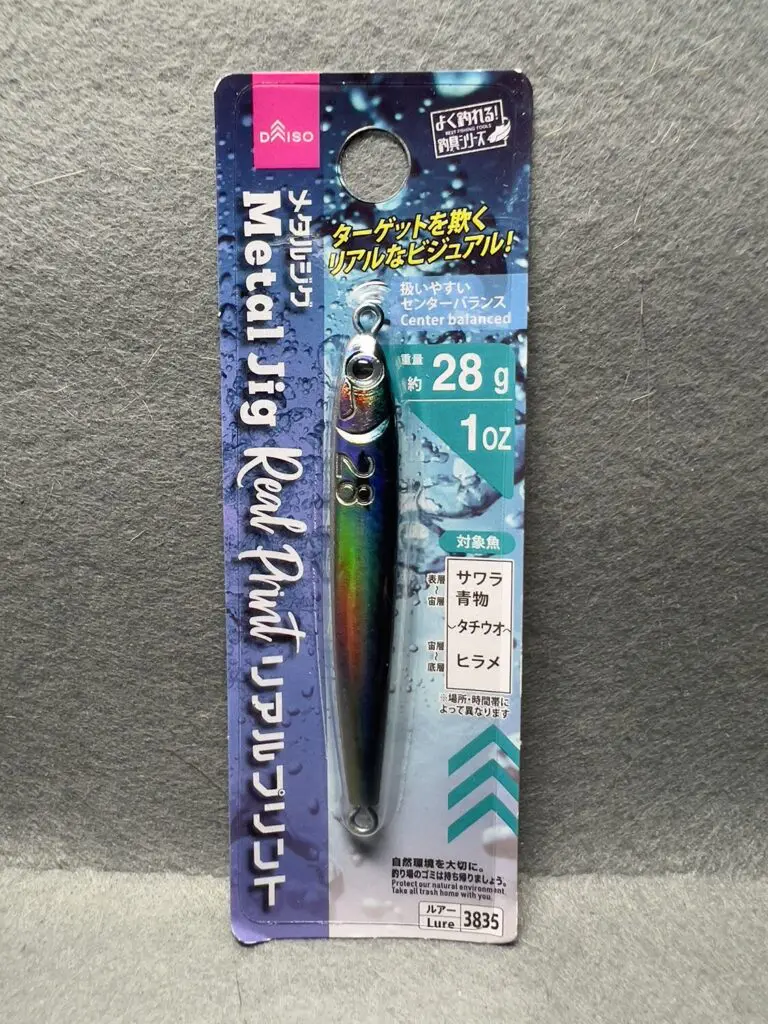 DAISO
よく釣れる!
BEST FISHING TOOLS
釣具シリーズ
メタルジグ
Metal Jig Real Print リアルプリント
ターゲットを欺く
リアルなビジュアル!
扱いやすい
センターバランス
Center balanced
重量
約 28 g
1oz
28
対象魚
表層
~
宙層
サワラ
青物
~タチウオ~
宙層
~
底層
ヒラメ
※場所・時間帯に
よって異なります
自然環境を大切に。
釣り場のゴミは持ち帰りましょう。
Protect our natural environment.
Take all trash home with you.
ルアー
Lure 3835